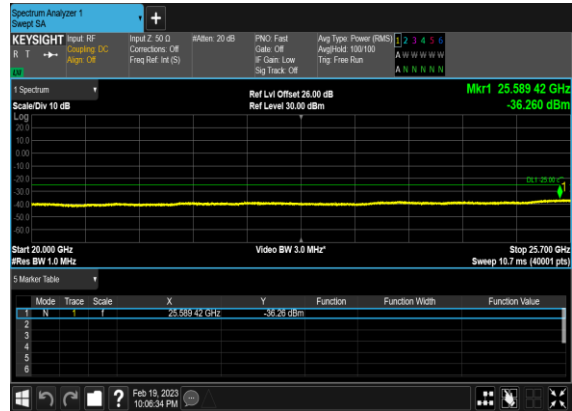 Spectrum Analyzer 1
Swept SA
+
KEYSIGHT Input: RF Input Z: 50 Ω #Atten: 20 dB PNO: Fast Avg Type: Power (RMS) 1 2 3 4 5 6
R T Coupling: DC Corrections: Off Gate: Off Avg|Hold: 100/100 A W W W W W
Align: Off Freq Ref: Int (S) IF Gain: Low Trig: Free Run
Sig Track: Off A N N N N N
1 Spectrum Ref Lvl Offset 26.00 dB Mkr1 25.589 42 GHz
Scale/Div 10 dB Ref Level 30.00 dBm -36.260 dBm
Log
20.0
10.0
0.00
-10.0
-20.0
DL1 -25.00
1
-30.0
-40.0
-50.0
-60.0
Start 20.000 GHz Video BW 3.0 MHz* Stop 25.700 GHz
#Res BW 1.0 MHz Sweep 10.7 ms (40001 pts)
5 Marker Table
Mode Trace Scale X Y Function Function Width Function Value
1 N 1 f 25.589 42 GHz -36.26 dBm
2
3
4
5
6
? Feb 19, 2023
10:06:34 PM